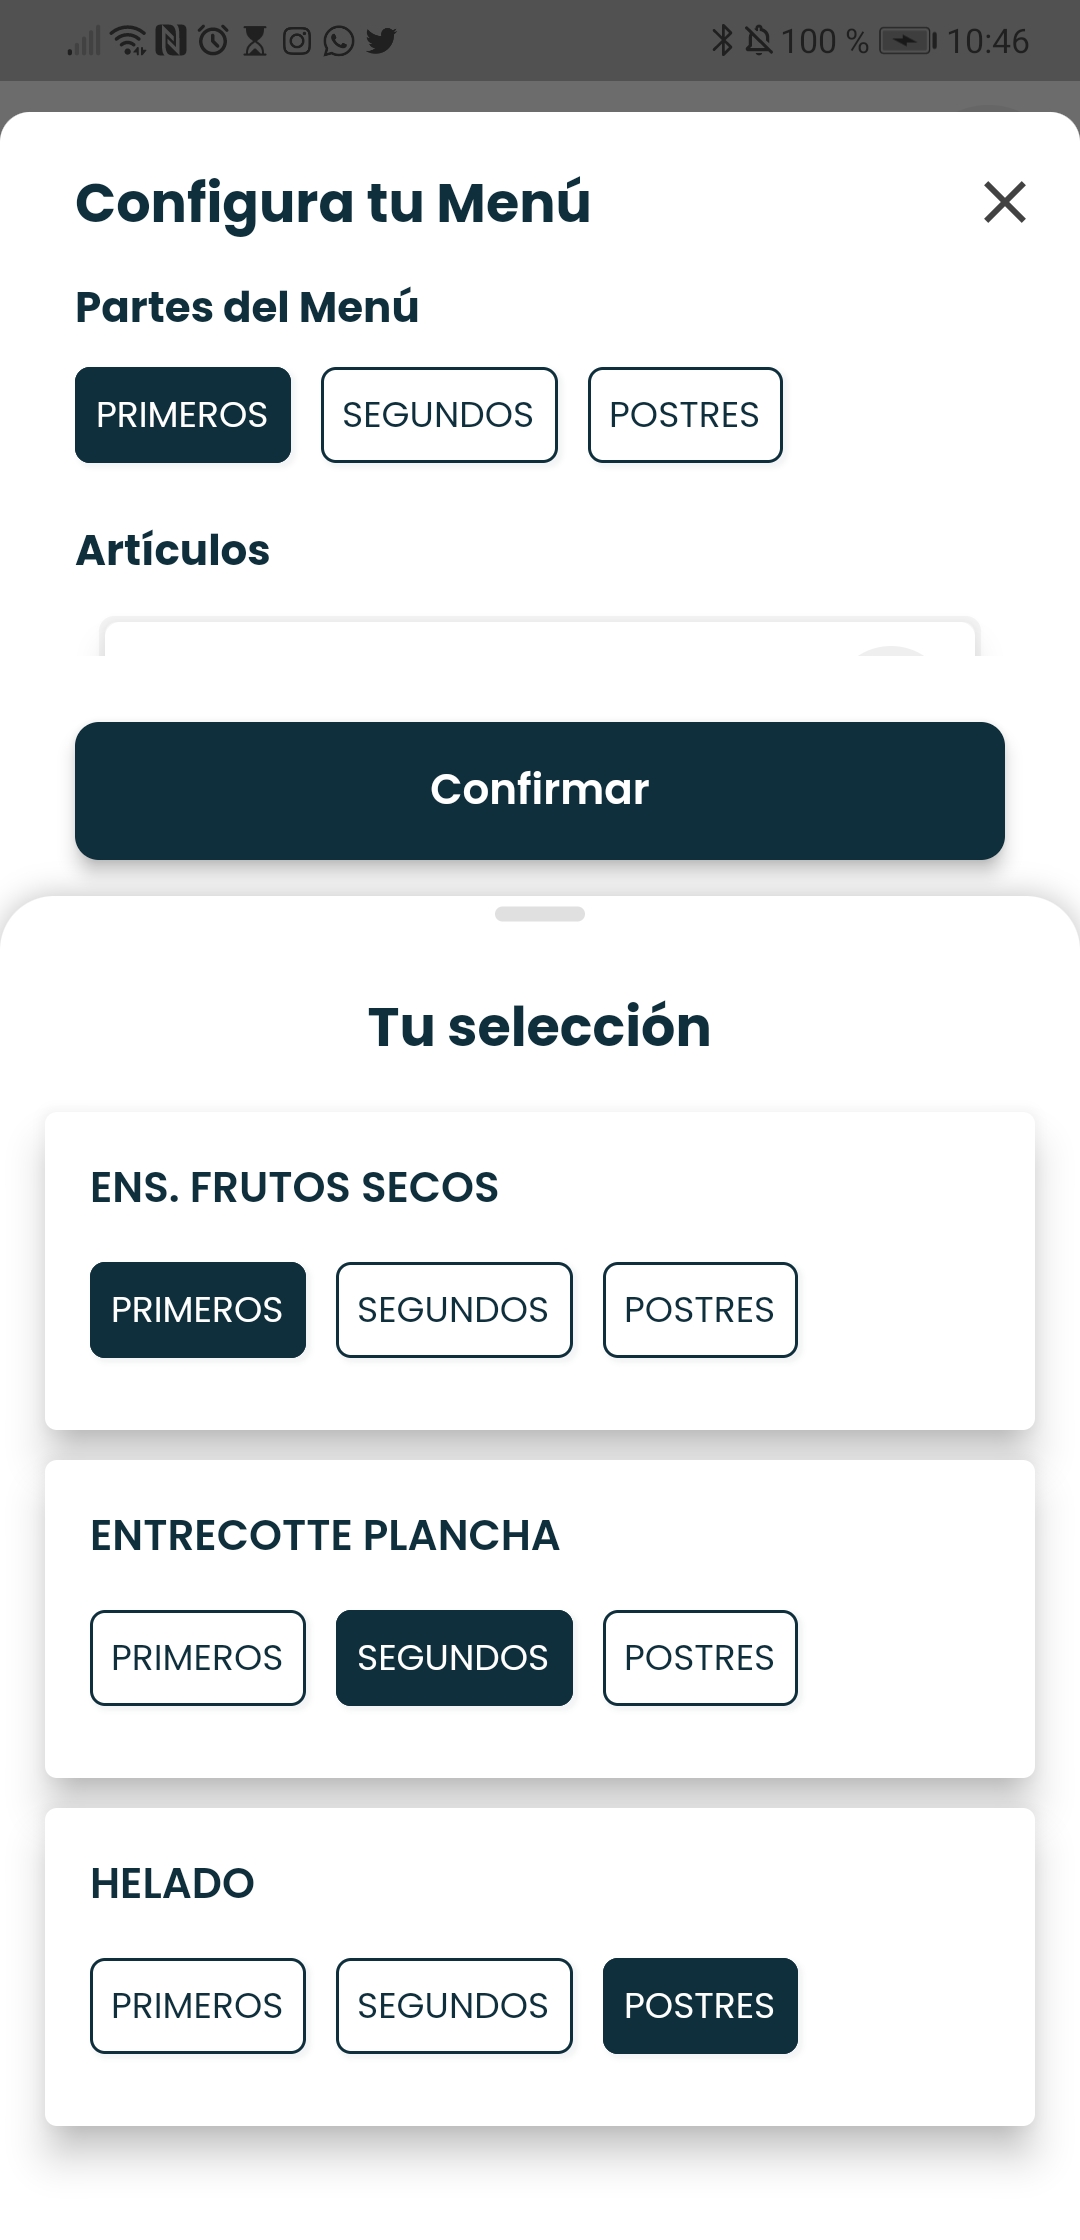 100 % 10:46
Configura tu Menú
Partes del Menú
PRIMEROS SEGUNDOS POSTRES
Artículos
Confirmar
Tu selección
ENS. FRUTOS SECOS
PRIMEROS SEGUNDOS POSTRES
ENTRECOTTE PLANCHA
PRIMEROS SEGUNDOS POSTRES
HELADO
PRIMEROS SEGUNDOS POSTRES